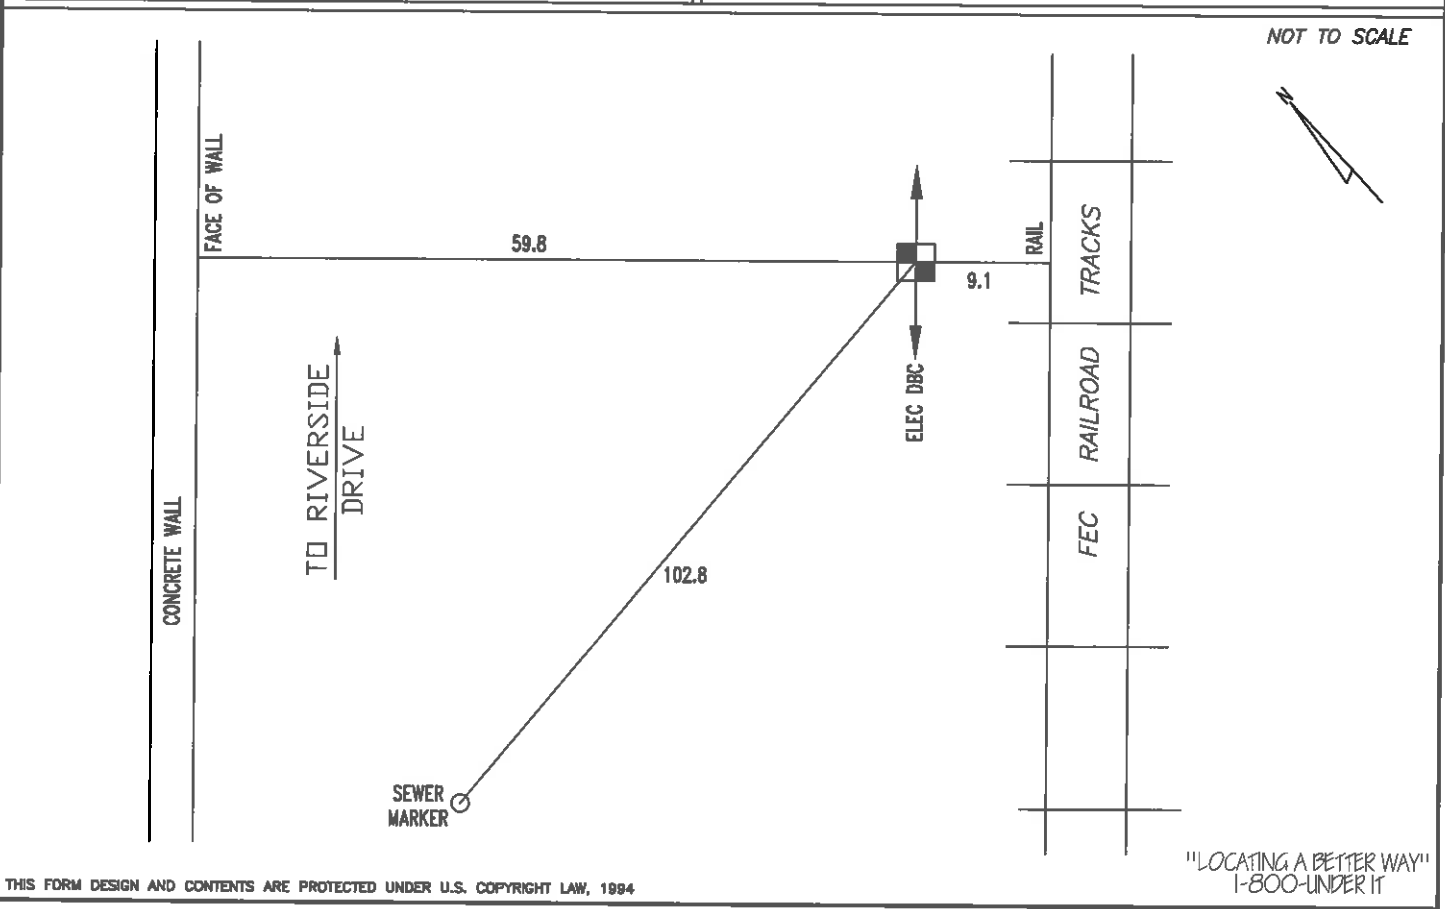 NOT TO SCALE
N
FACE OF WALL
59.8
RAIL
9.1
TRACKS
RAILROAD
FEC
TO RIVERSIDE
DRIVE
ELEC DBC
CONCRETE WALL
102.8
SEWER
MARKER
"LOCATING A BETTER WAY"
1-800-UNDER IT
THIS FORM DESIGN AND CONTENTS ARE PROTECTED UNDER U.S. COPYRIGHT LAW, 1994